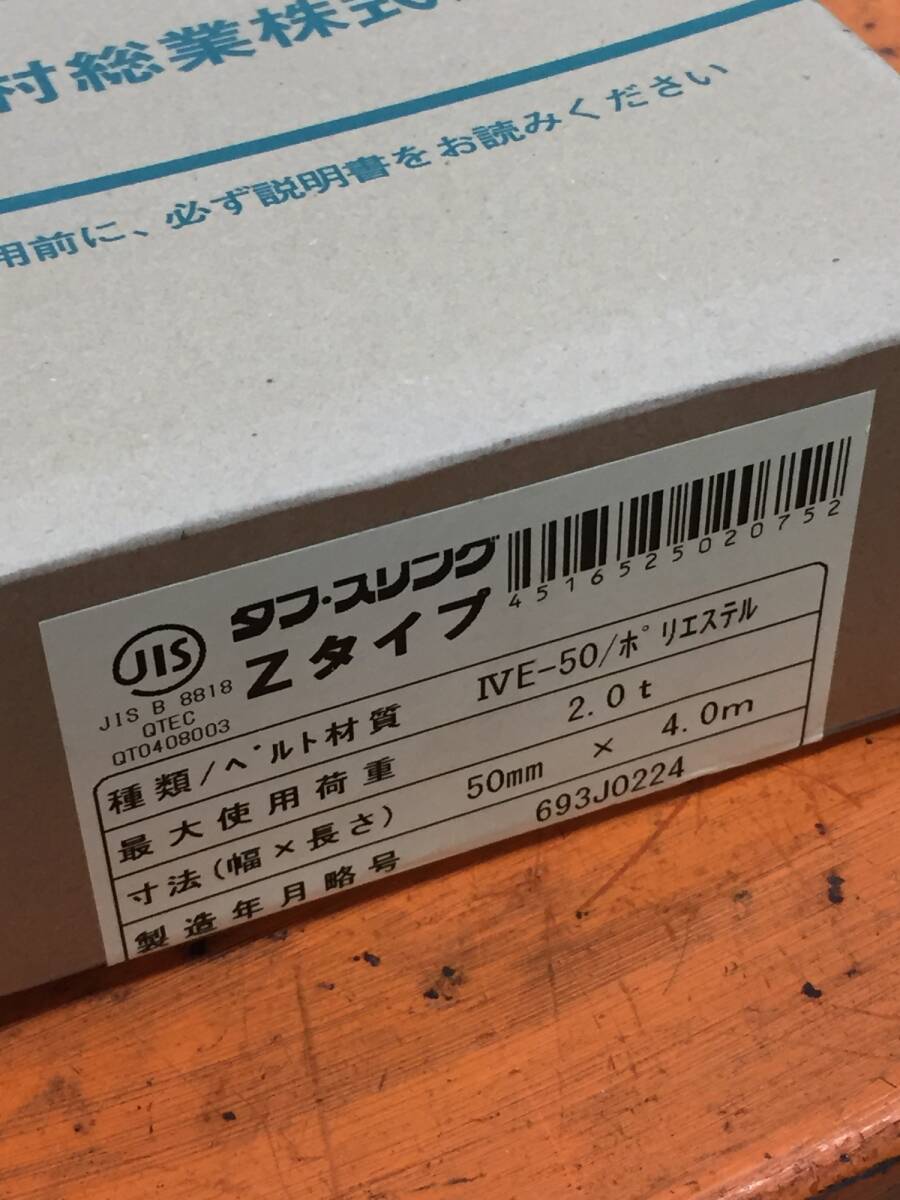 村総業株式
用前に、必ず説明書をお読みください
タフ・スリング
Zタイプ
4516525020752
JIS
JIS B 8818
QTEC
QT0408003
種類/ベルト材質 ⅣE-50/ポリエステル
最大使用荷重 2.0t
寸法(幅×長さ) 50mm × 4.0m
製造年月略号 693J0224